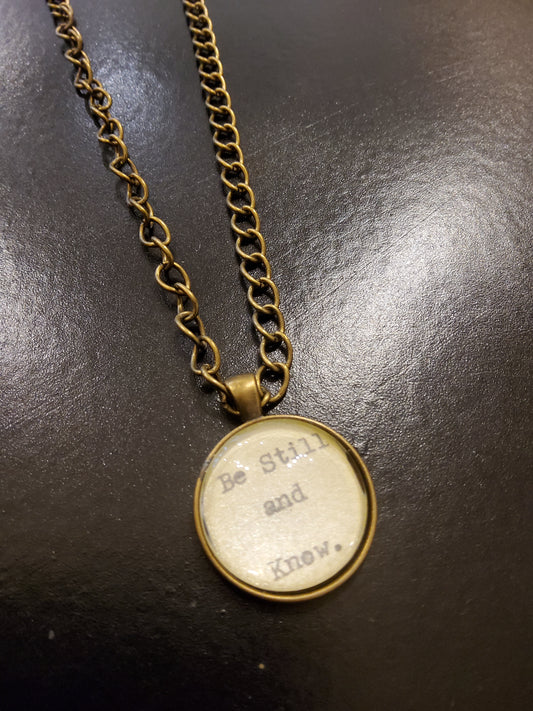 Be Still
and
Know.